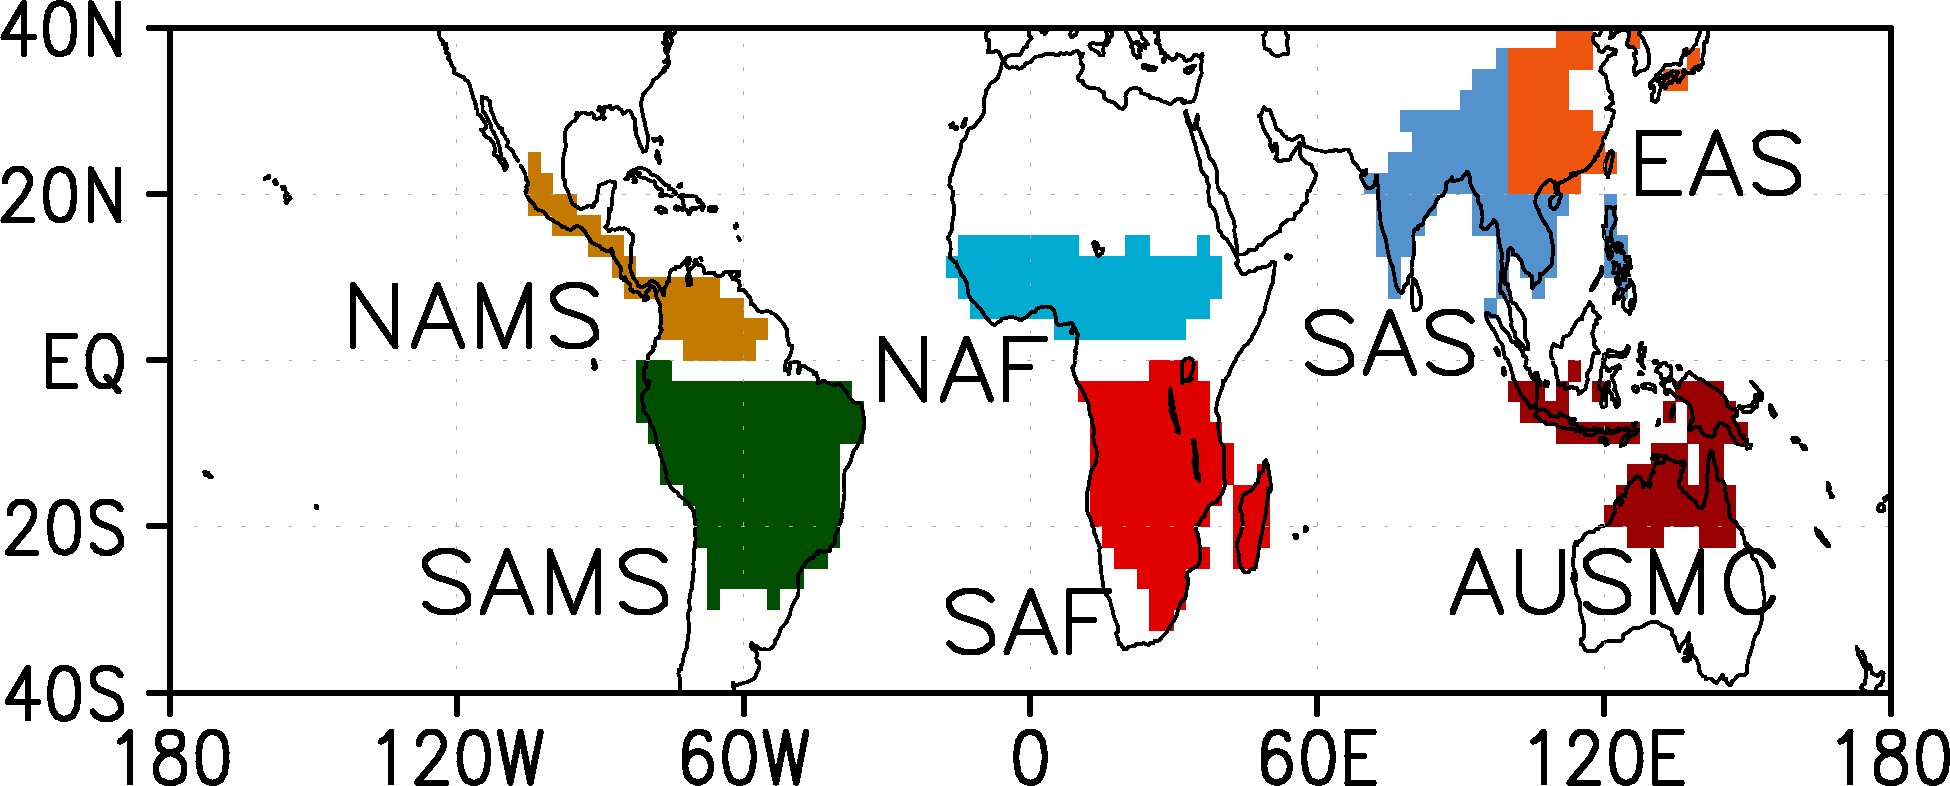 40N
20N
EQ
20S
40S
EAS
NAMS
NAF
SAS
SAMS
SAF
AUSMC
180 120W 60W 0 60E 120E 180